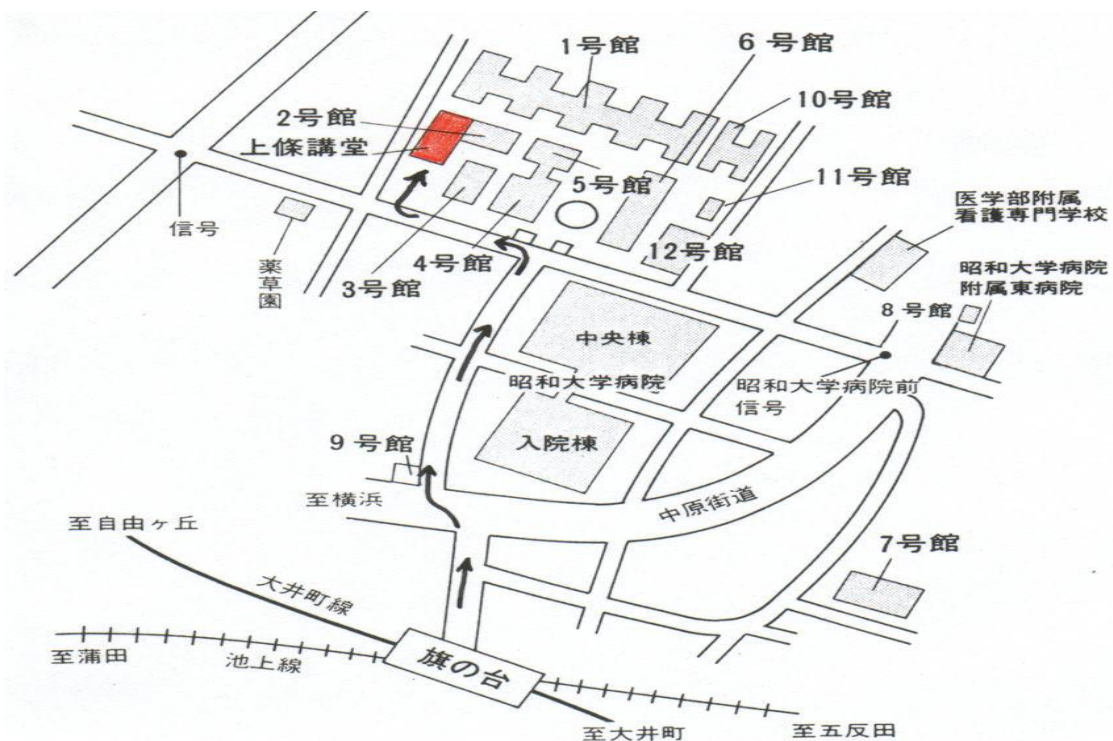 1号館
6号館
10号館
2号館
上條講堂
5号館
11号館
医学部附属
看護専門学校
信号
薬草園
3号館
4号館
12号館
昭和大学病院
附属東病院
8号館
中央棟
昭和大学病院
昭和大学病院前
信号
9号館
入院棟
至横浜
中原街道
至自由ヶ丘
7号館
大井町線
至蒲田
池上線
旗の台
至大井町
至五反田